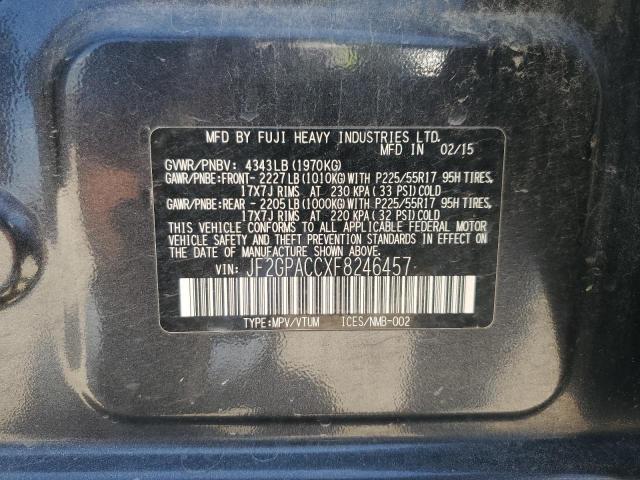 MFD BY FUJI HEAVY INDUSTRIES LTD.
MFD IN 02/15
GVWR/PNBV: 4343LB(1970KG)
GAWR/PNBE:FRONT- 2227LB(1010KG)WITH P225/55R17 95H TIRES,
17X7J RIMS AT 230 KPA(33 PSI)COLD
GAWR/PNBE:REAR - 2205LB(1000KG)WITH P225/55R17 95H TIRES,
17X7J RIMS AT 220 KPA(32 PSI)COLD
THIS VEHICLE CONFORMS TO ALL APPLICABLE FEDERAL MOTOR
VEHICLE SAFETY AND THEFT PREVENTION STANDARDS IN EFFECT ON
THE DATE OF MANUFACTURE SHOWN ABOVE.
VIN: JF2GPACCXF8246457
TYPE:MPV/VTUM ICES/NMB-002